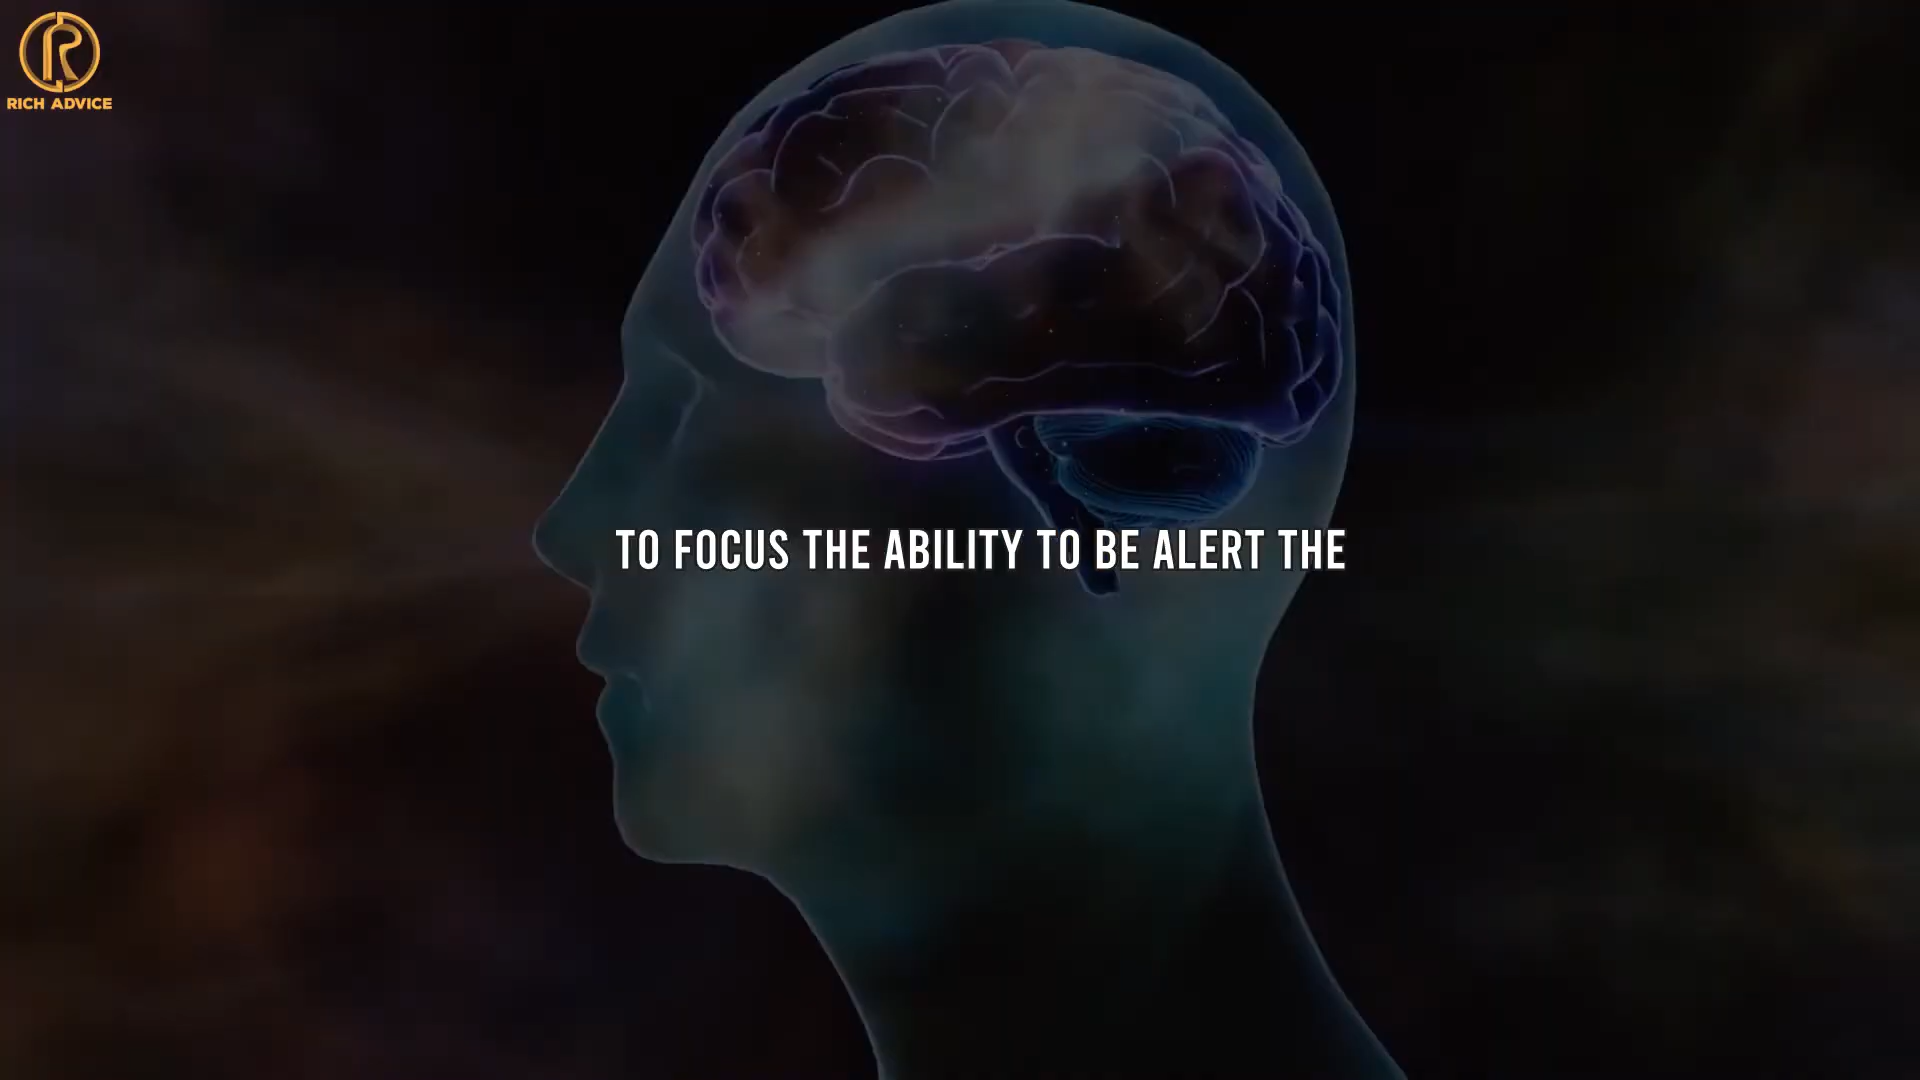 RICH ADVICE
TO FOCUS THE ABILITY TO BE ALERT THE